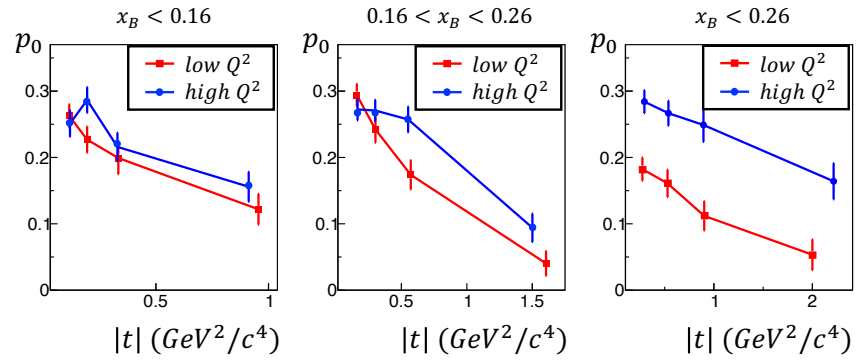 x_B < 0.16
p_0
low Q^2
high Q^2
0.3
0.2
0.1
0
0.5
1
|t| (GeV^2/c^4)
0.16 < x_B < 0.26
p_0
low Q^2
high Q^2
0.3
0.2
0.1
0
0.5
1
1.5
|t| (GeV^2/c^4)
x_B < 0.26
p_0
low Q^2
high Q^2
0.3
0.2
0.1
0
1
2
|t| (GeV^2/c^4)